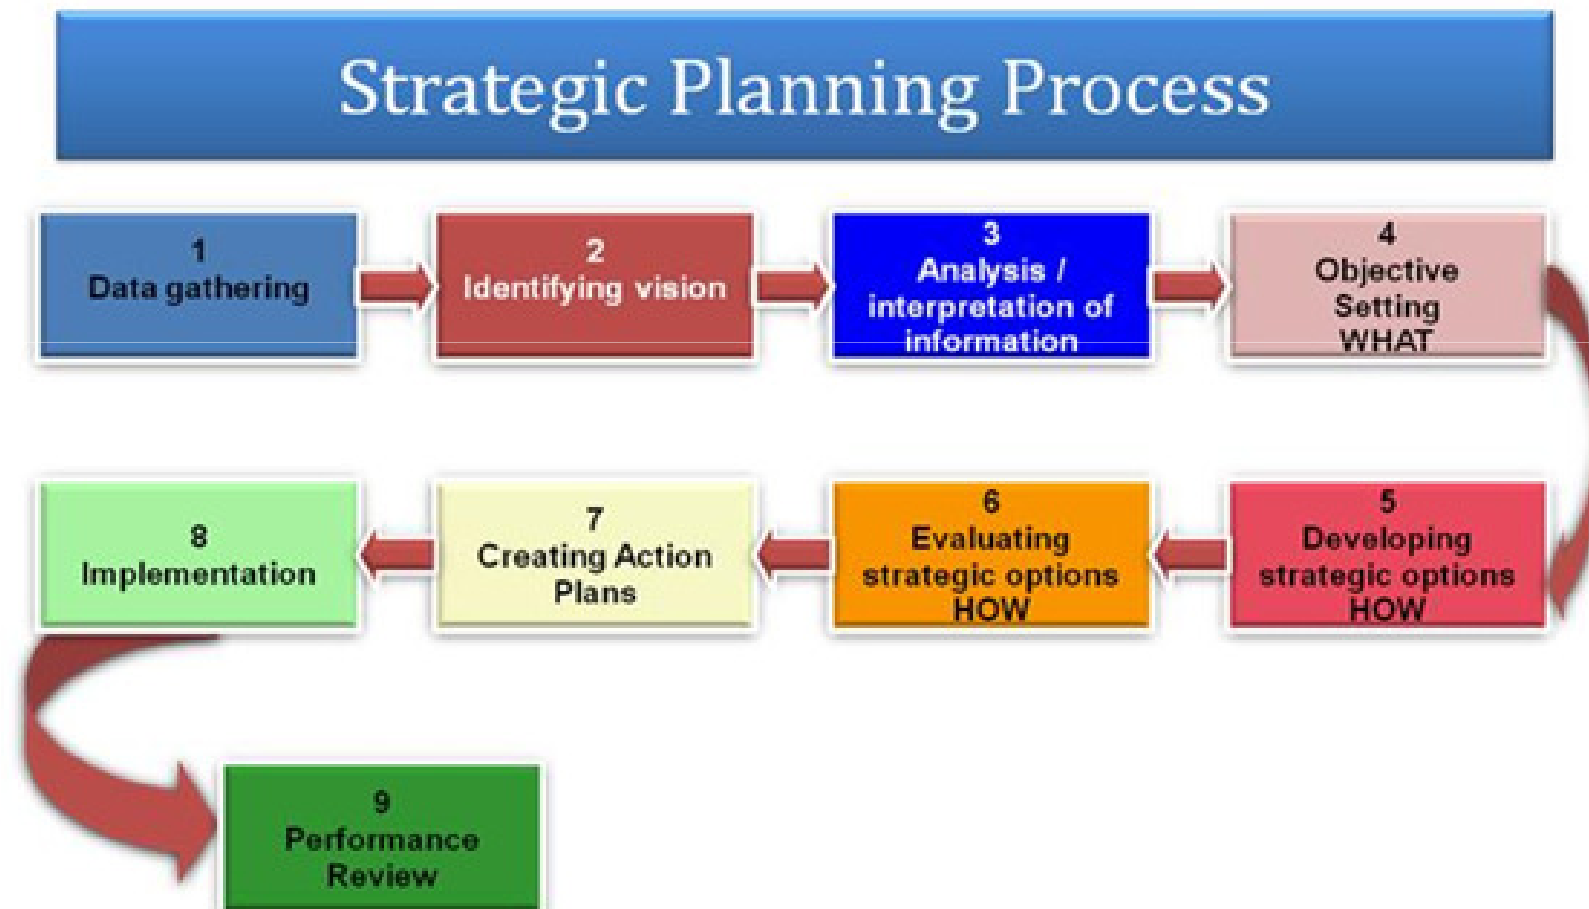 Strategic Planning Process
1
Data gathering
2
Identifying vision
3
Analysis /
interpretation of
information
4
Objective
Setting
WHAT
5
Developing
strategic options
HOW
6
Evaluating
strategic options
HOW
7
Creating Action
Plans
8
Implementation
9
Performance
Review